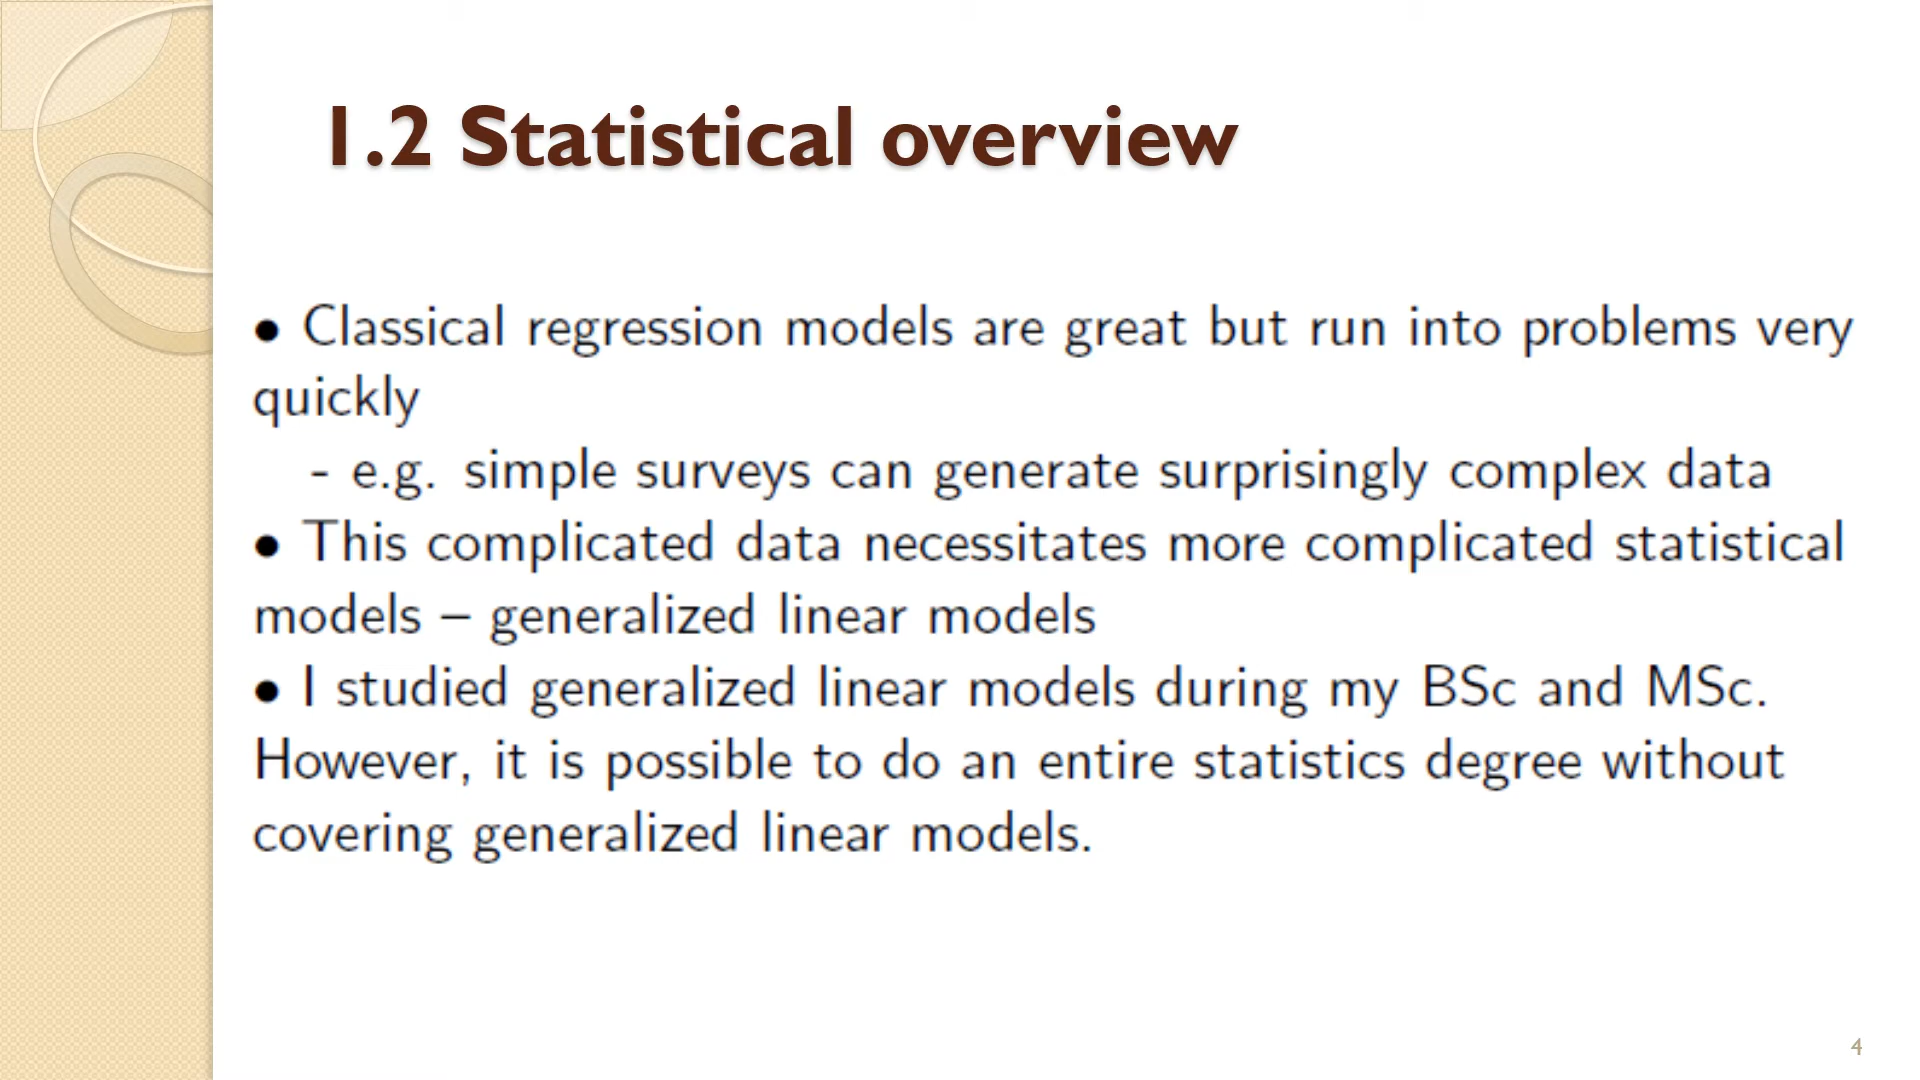 1.2 Statistical overview
• Classical regression models are great but run into problems very
quickly
- e.g. simple surveys can generate surprisingly complex data
• This complicated data necessitates more complicated statistical
models – generalized linear models
• I studied generalized linear models during my BSc and MSc.
However, it is possible to do an entire statistics degree without
covering generalized linear models.
4